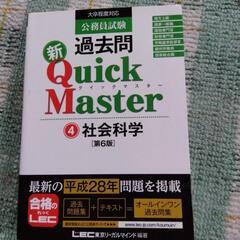 大卒程度対応
公務員試験
過去問
新 Quick
クイックマスター
Master
4 社会科学
[第6版]
最新の平成28年問題を掲載
合格の
LEC
過去
問題集
+
テキスト
オールインワン
過去問集
LEC東京リーガルマインド 編著